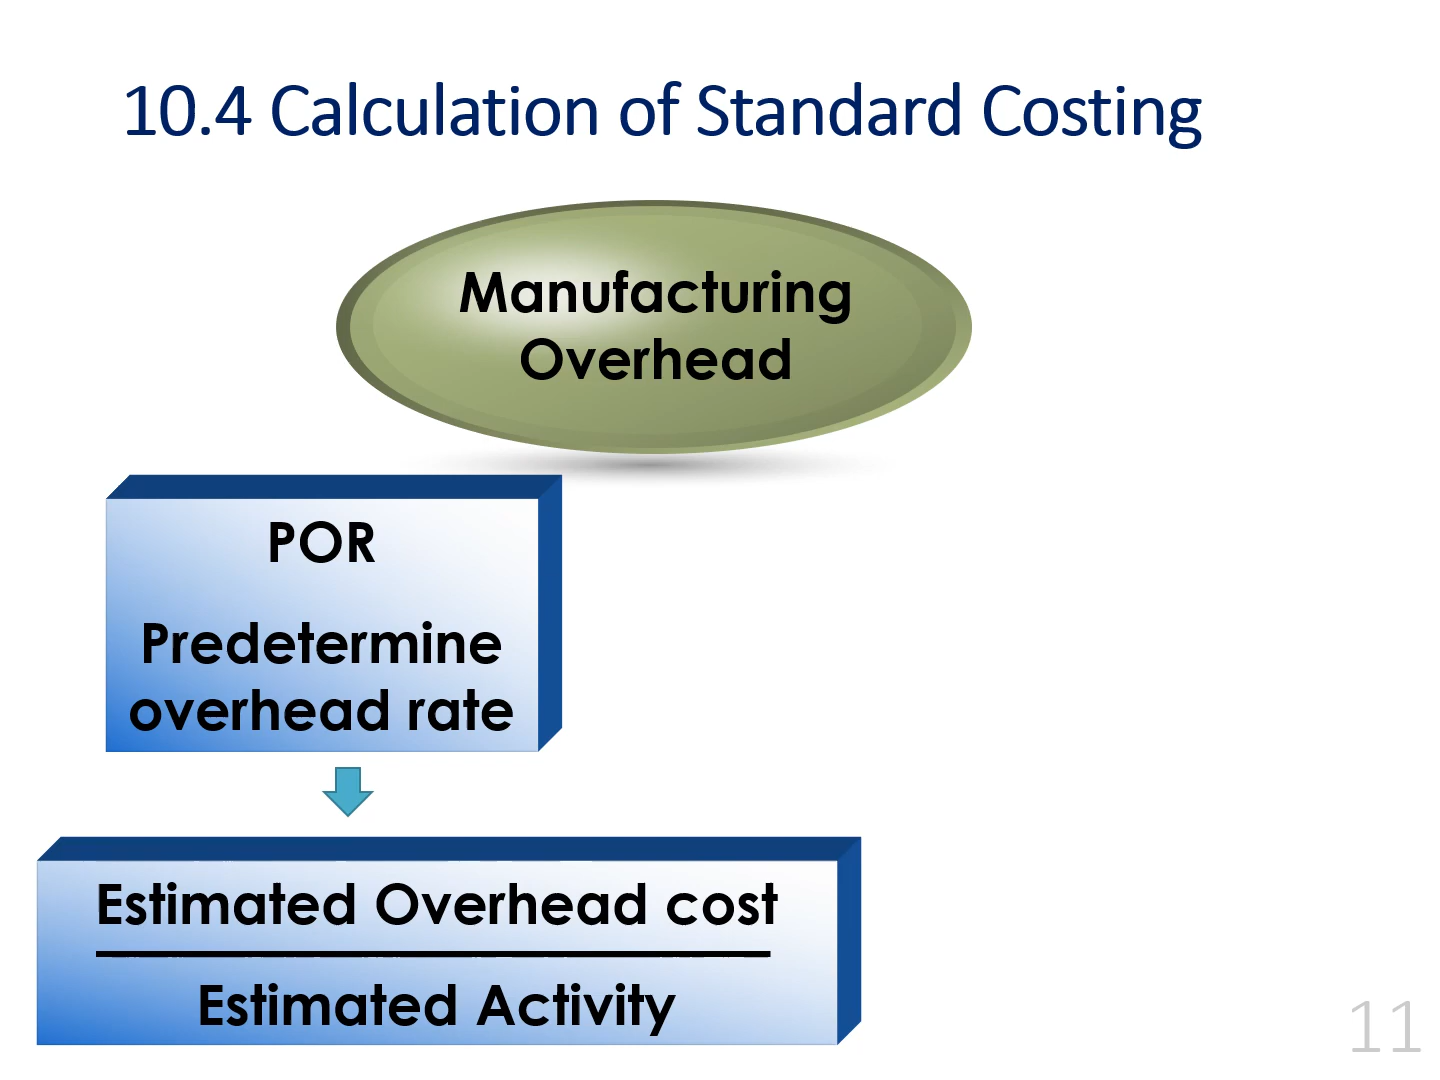 10.4 Calculation of Standard Costing
Manufacturing
Overhead
POR
Predetermine
overhead rate
Estimated Overhead cost
Estimated Activity
11